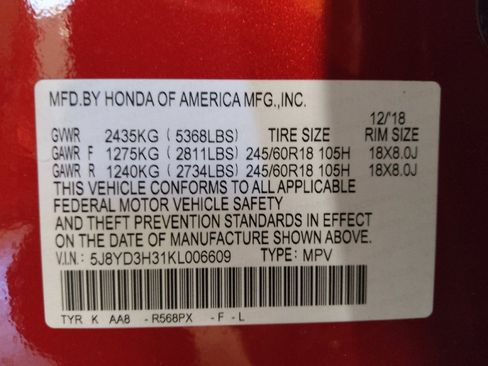 MFD.BY HONDA OF AMERICA MFG.,INC.
12/'18
GVWR 2435KG ( 5368LBS) TIRE SIZE RIM SIZE
GAWR F 1275KG ( 2811LBS) 245/60R18 105H 18X8.0J
GAWR R 1240KG ( 2734LBS) 245/60R18 105H 18X8.0J
THIS VEHICLE CONFORMS TO ALL APPLICABLE
FEDERAL MOTOR VEHICLE SAFETY
AND THEFT PREVENTION STANDARDS IN EFFECT
ON THE DATE OF MANUFACTURE SHOWN ABOVE.
V.I.N: 5J8YD3H31KL006609 TYPE: MPV
TYR K AA8 - R568PX - F - L